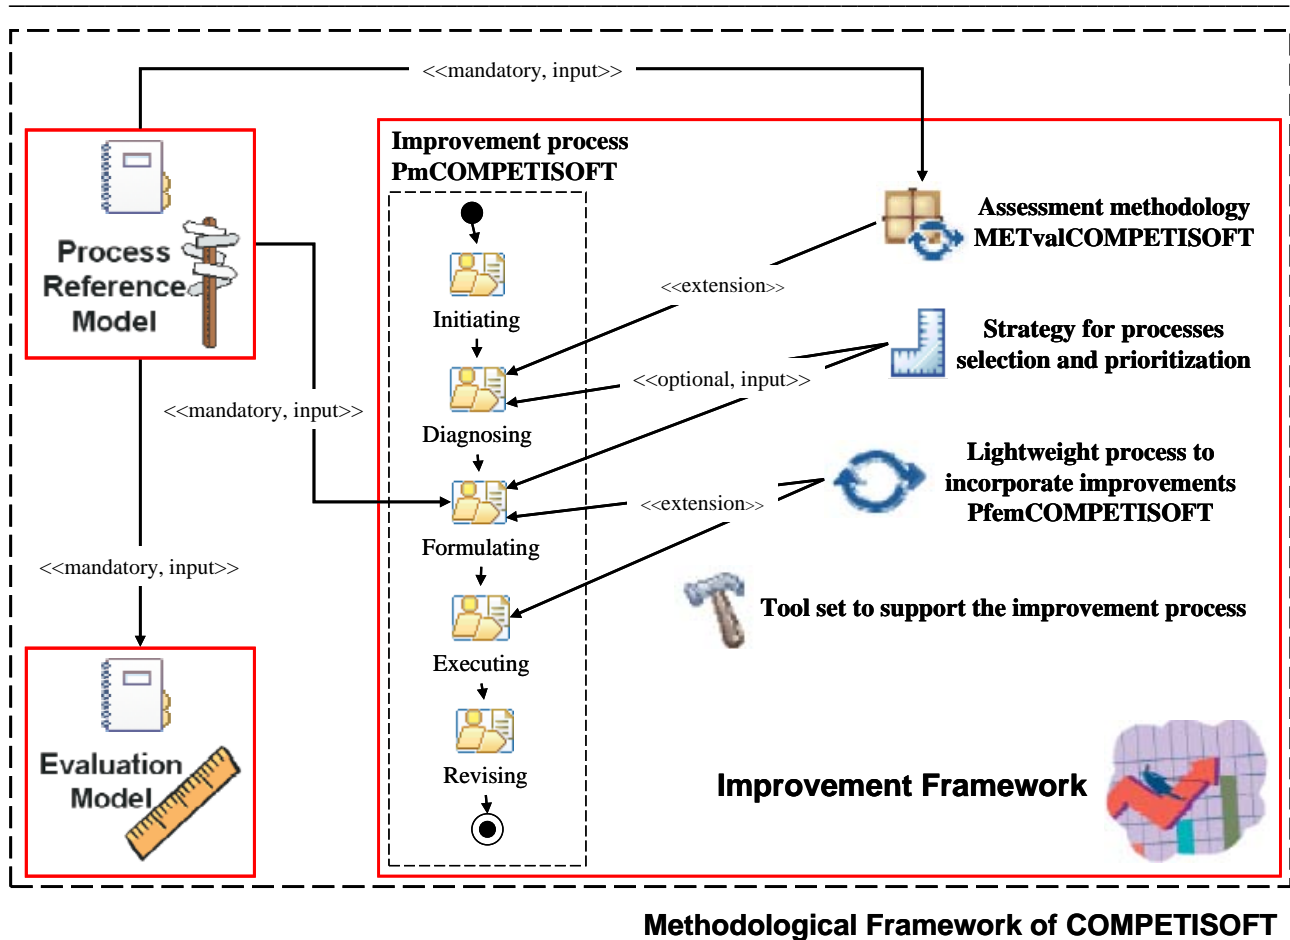 <<mandatory, input>>
Process
Reference
Model
<<mandatory, input>>
<<mandatory, input>>
Evaluation
Model
Improvement process
PmCOMPETISOFT
Initiating
Diagnosing
Formulating
Executing
Revising
<<extension>>
<<optional, input>>
<<extension>>
Assessment methodology
METvalCOMPETISOFT
Strategy for processes
selection and prioritization
Lightweight process to
incorporate improvements
PfemCOMPETISOFT
Tool set to support the improvement process
Improvement Framework
Methodological Framework of COMPETISOFT